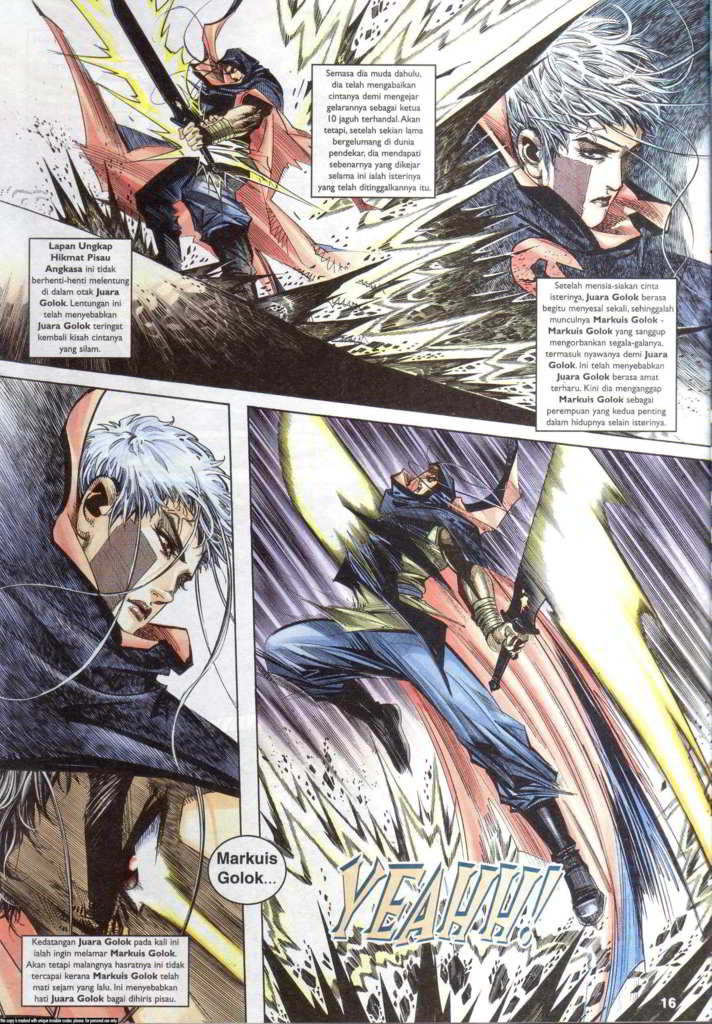 Semasa dia muda dahulu,
dia telah mengabaikan
cintanya demi mengejar
gelarannya sebagai ketua
10 jaguh terhandal. Akan
tetapi, setelah sekian lama
bergelumang di dunia
pendekar, dia mendapati
sebenarnya yang dikejar
selama ini ialah isterinya
yang telah ditinggalkannya itu.
Lapan Ungkap
Hikmat Pisau
Angkasa ini tidak
berhenti-henti melentung
di dalam otak Juara
Golok. Lentungan ini
telah menyebabkan
Juara Golok teringat
kembali kisah cintanya
yang silam.
Setelah mensia-siakan cinta
isterinya, Juara Golok berasa
begitu menyesai sekali, sehinggalah
munculnya Markuis Golok -
Markuis Golok yang sanggup
mengorbankan segala-galanya,
termasuk nyawanya demi Juara
Golok. Ini telah menyebabkan
Juara Golok berasa amat
terharu. Kini dia menganggap
Markuis Golok sebagai
perempuan yang kedua penting
dalam hidupnya selain isterinya.
Markuis
Golok...
YEAHH!
Kedatangan Juara Golok pada kali ini
ialah ingin melamar Markuis Golok.
Akan tetapi malangnya hasratnya ini tidak
tercapai kerana Markuis Golok telah
mati sejam yang lalu. Ini menyebabkan
hati Juara Golok bagai dihiris pisau.
16